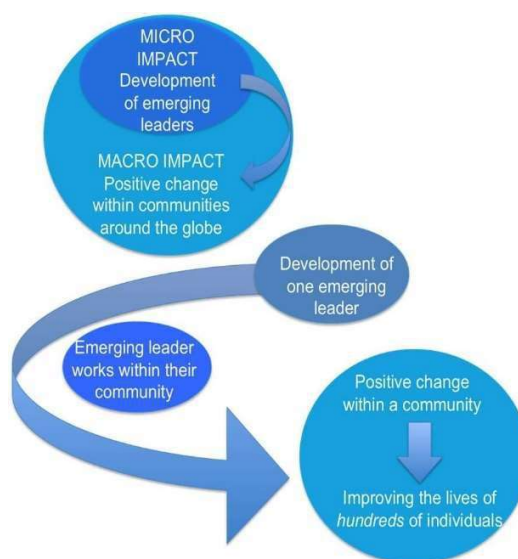 MICRO
IMPACT
Development
of emerging
leaders
MACRO IMPACT
Positive change
within communities
around the globe
Development of
one emerging
leader
Emerging leader
works within their
community
Positive change
within a community
Improving the lives of
hundreds of individuals